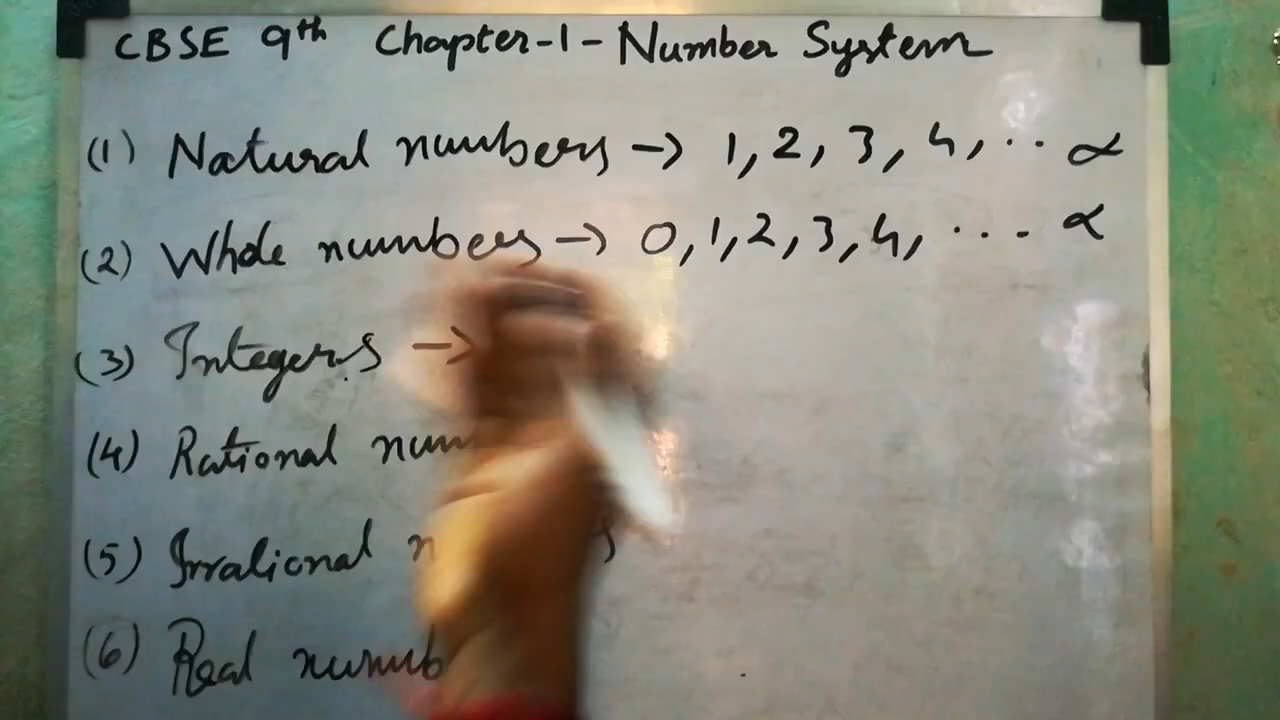 CBSE 9th Chapter-1-Number System
(1) Natural numbers → 1, 2, 3, 4, .. ∝
(2) Whole numbers → 0, 1, 2, 3, 4, .... ∝
(3) Integers →
(4) Rational
(5) Irrational
(6) Real